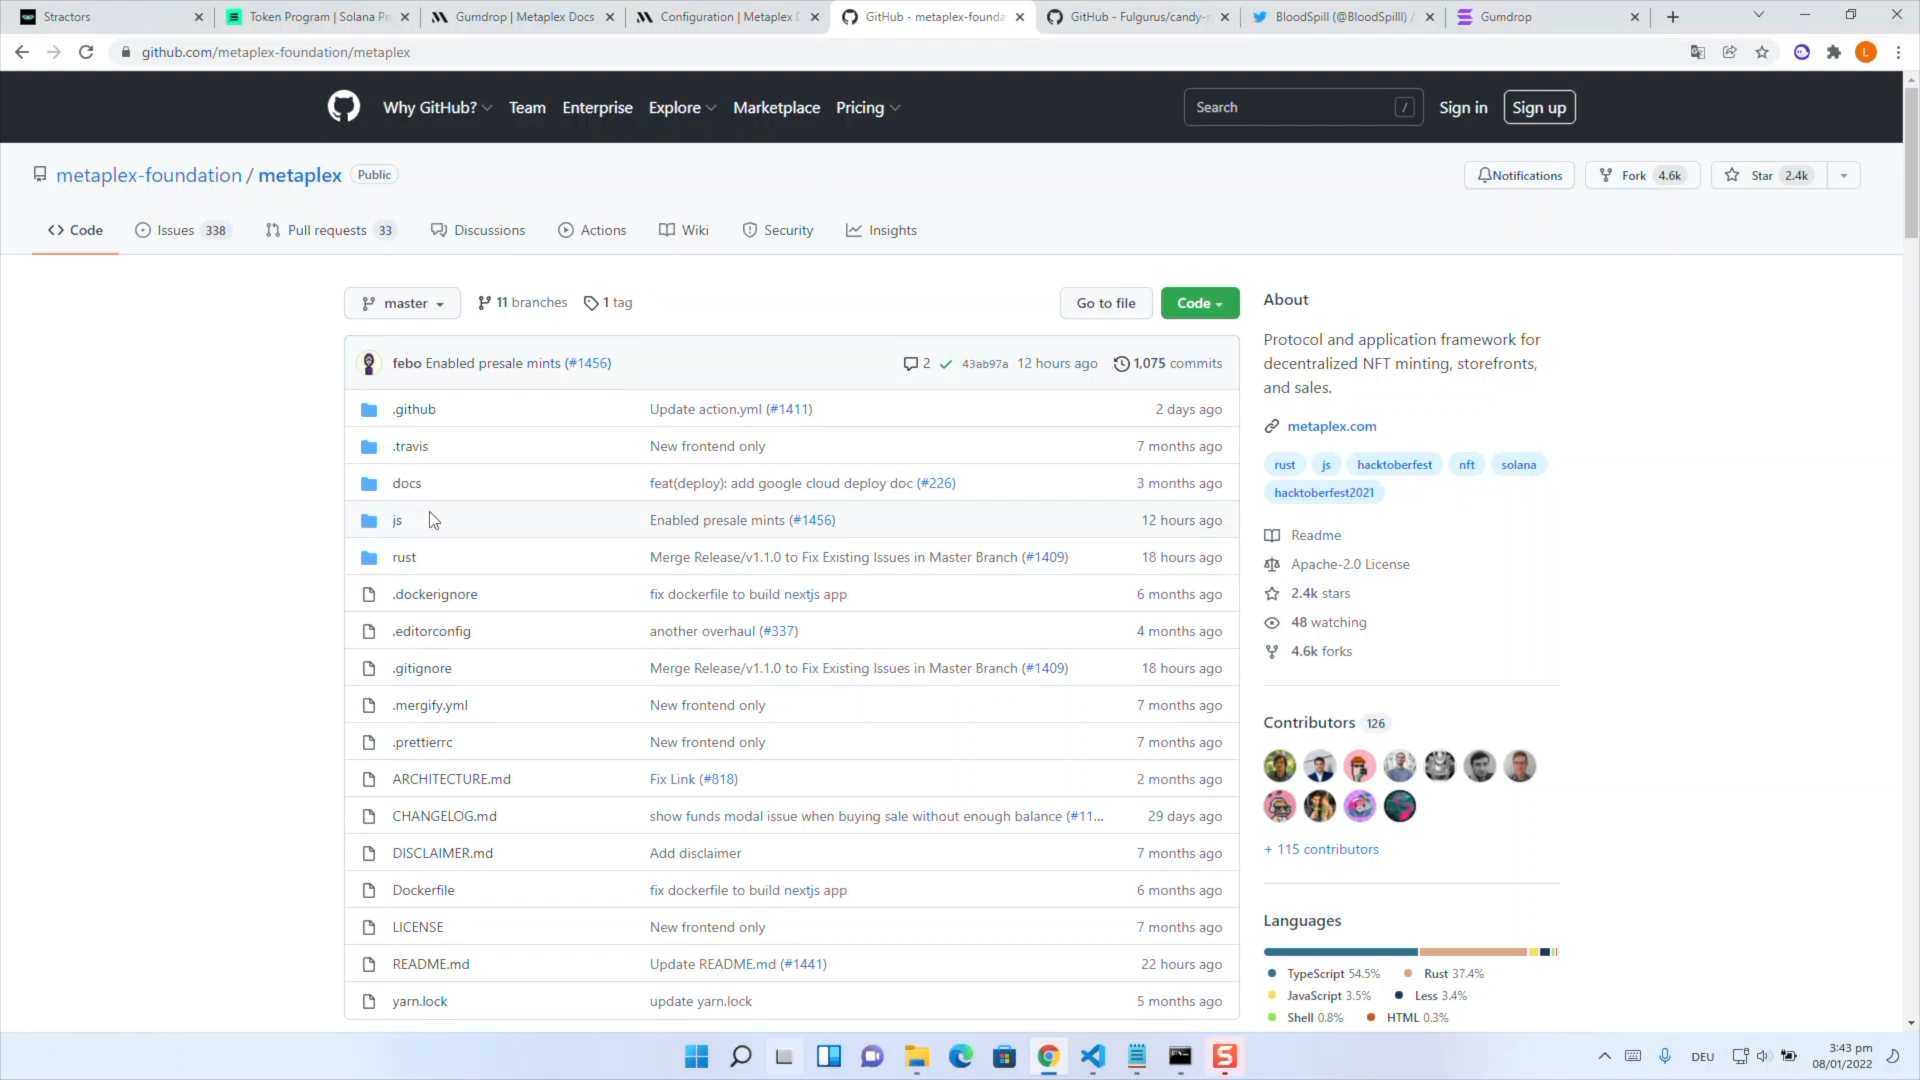 Stractors
Token Program | Solana Pr
Gumdrop | Metaplex Docs
Configuration | Metaplex D
GitHub - metaplex-founda
GitHub - Fulgurus/candy-
BloodSpill (@BloodSpilll) /
Gumdrop
github.com/metaplex-foundation/metaplex
L
Why GitHub? Team Enterprise Explore Marketplace Pricing
Search /
Sign in
Sign up
metaplex-foundation / metaplex Public
Notifications
Fork 4.6k
Star 2.4k
Code
Issues 338
Pull requests 33
Discussions
Actions
Wiki
Security
Insights
master
11 branches
1 tag
Go to file
Code
febo Enabled presale mints (#1456) 2 43ab97a 12 hours ago 1,075 commits
.github Update action.yml (#1411) 2 days ago
.travis New frontend only 7 months ago
docs feat(deploy): add google cloud deploy doc (#226) 3 months ago
js Enabled presale mints (#1456) 12 hours ago
rust Merge Release/v1.1.0 to Fix Existing Issues in Master Branch (#1409) 18 hours ago
.dockerignore fix dockerfile to build nextjs app 6 months ago
.editorconfig another overhaul (#337) 4 months ago
.gitignore Merge Release/v1.1.0 to Fix Existing Issues in Master Branch (#1409) 18 hours ago
.mergify.yml New frontend only 7 months ago
.prettierrc New frontend only 7 months ago
ARCHITECTURE.md Fix Link (#818) 2 months ago
CHANGELOG.md show funds modal issue when buying sale without enough balance (#11... 29 days ago
DISCLAIMER.md Add disclaimer 7 months ago
Dockerfile fix dockerfile to build nextjs app 6 months ago
LICENSE New frontend only 7 months ago
README.md Update README.md (#1441) 22 hours ago
yarn.lock update yarn.lock 5 months ago
About
Protocol and application framework for
decentralized NFT minting, storefronts,
and sales.
metaplex.com
rust js hacktoberfest nft solana
hacktoberfest2021
Readme
Apache-2.0 License
2.4k stars
48 watching
4.6k forks
Contributors 126
+ 115 contributors
Languages
TypeScript 54.5% Rust 37.4%
JavaScript 3.5% Less 3.4%
Shell 0.8% HTML 0.3%
DEU
3:43 pm
08/01/2022